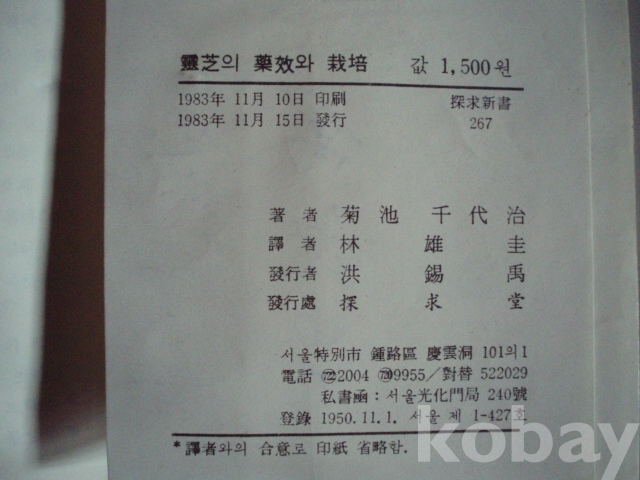 靈芝의 藥效와 栽培 값 1,500원
1983年 11月 10日 印刷 探求新書
1983年 11月 15日 發行 267
著者 菊池千代治
譯者 林雄圭
發行者 洪錫禹
發行處 探求堂
서울特別市 鍾路區 慶雲洞 101의1
電話 ㉒2004 ⑳9955/對替 522029
私書函:서울光化門局 240號
登錄 1950.11.1. 서울 제 1-427호
*譯者와의 合意로 印紙 省略함.
kobay